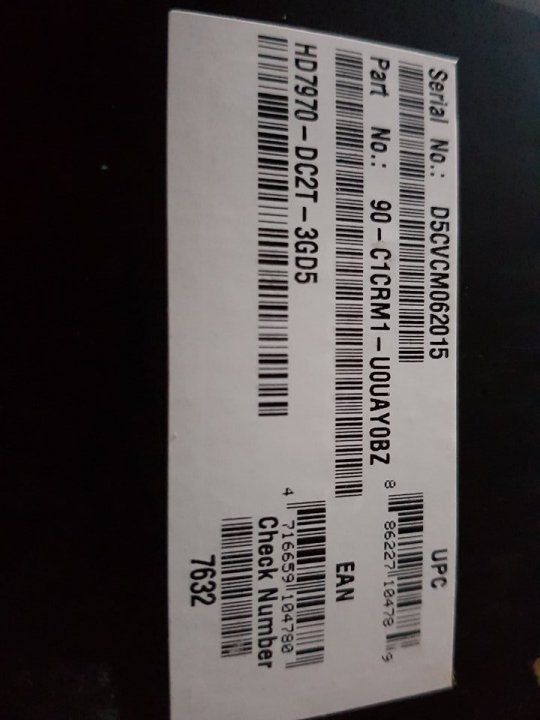 Serial No.: D5CVCM062015
Part No.: 90-C1CRM1-U0UAY0BZ
HD7970-DC2T-3GD5
UPC
8 86227 10478 9
EAN
4 716659 104780
Check Number
7632